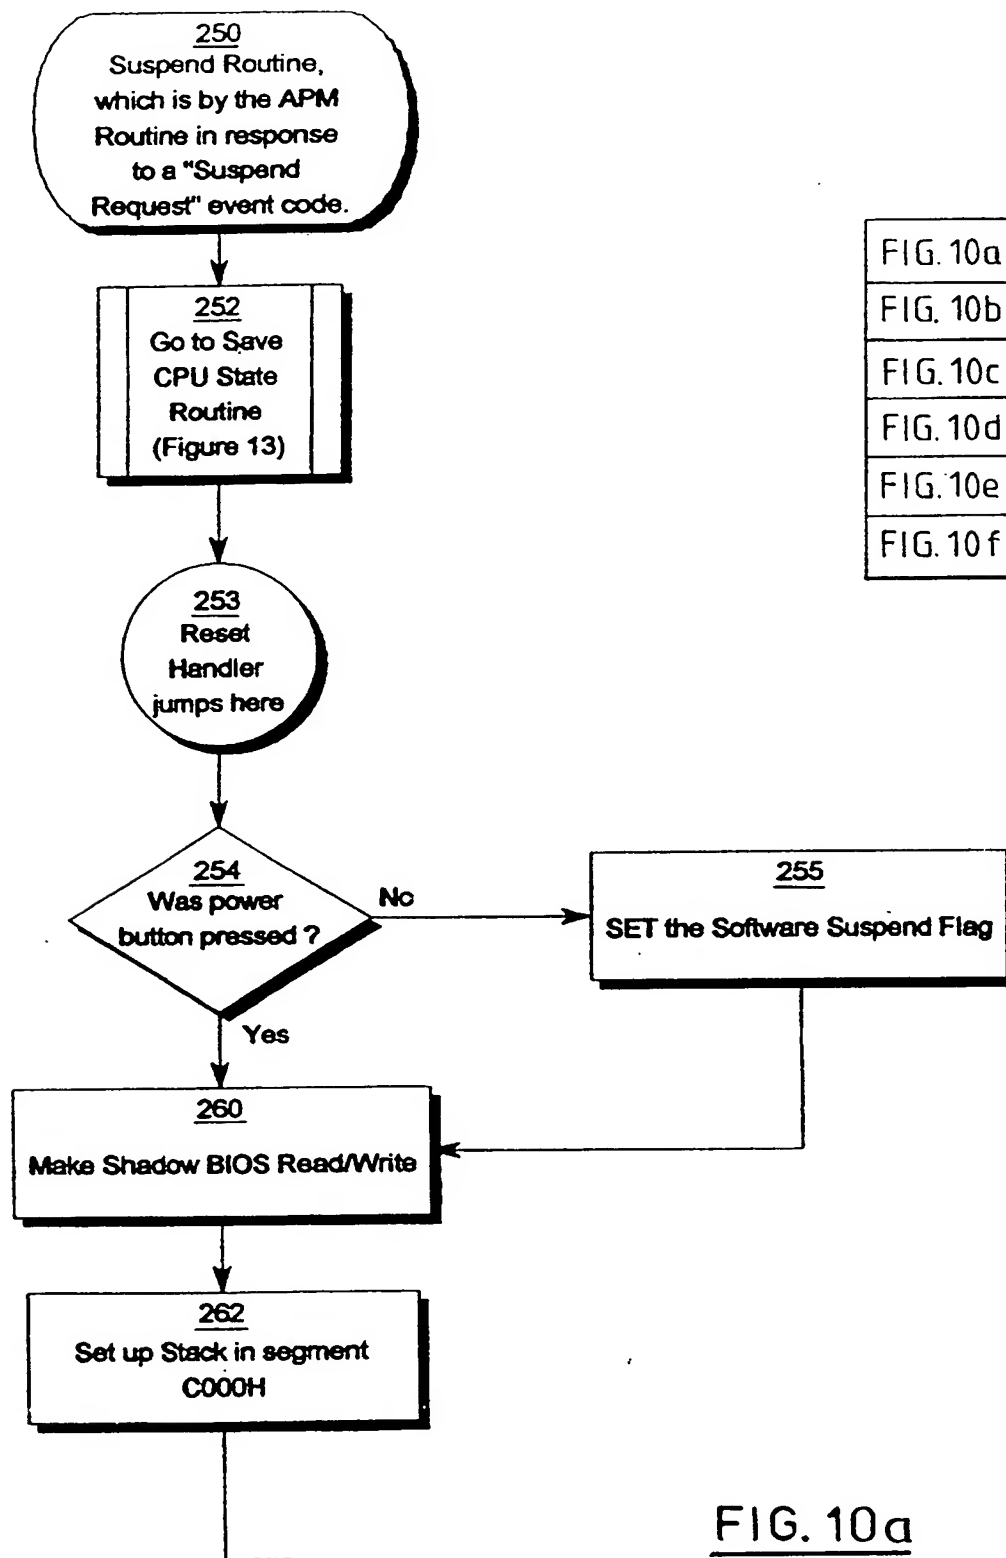 250
Suspend Routine,
which is by the APM
Routine in response
to a "Suspend
Request" event code.
252
Go to Save
CPU State
Routine
(Figure 13)
253
Reset
Handler
jumps here
254
Was power
button pressed ?
No
Yes
255
SET the Software Suspend Flag
260
Make Shadow BIOS Read/Write
262
Set up Stack in segment
C000H
FIG. 10a
FIG. 10b
FIG. 10c
FIG. 10d
FIG. 10e
FIG. 10f
FIG. 10a